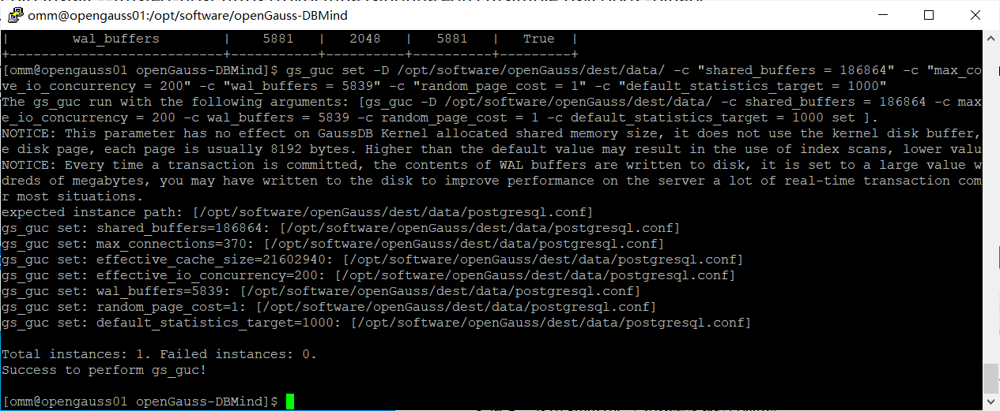 omm@opengauss01:/opt/software/openGauss-DBMind
| wal_buffers | 5881 | 2048 | 5881 | True |
+---------------------------+-----------+----------+----------+---------+
[omm@opengauss01 openGauss-DBMind]$ gs_guc set -D /opt/software/openGauss/dest/data/ -c "shared_buffers = 186864" -c "max_co
ve_io_concurrency = 200" -c "wal_buffers = 5839" -c "random_page_cost = 1" -c "default_statistics_target = 1000"
The gs_guc run with the following arguments: [gs_guc -D /opt/software/openGauss/dest/data/ -c shared_buffers = 186864 -c max
e_io_concurrency = 200 -c wal_buffers = 5839 -c random_page_cost = 1 -c default_statistics_target = 1000 set ].
NOTICE: This parameter has no effect on GaussDB Kernel allocated shared memory size, it does not use the kernel disk buffer,
e disk page, each page is usually 8192 bytes. Higher than the default value may result in the use of index scans, lower valu
NOTICE: Every time a transaction is committed, the contents of WAL buffers are written to disk, it is set to a large value w
dreds of megabytes, you may have written to the disk to improve performance on the server a lot of real-time transaction com
r most situations.
expected instance path: [/opt/software/openGauss/dest/data/postgresql.conf]
gs_guc set: shared_buffers=186864: [/opt/software/openGauss/dest/data/postgresql.conf]
gs_guc set: max_connections=370: [/opt/software/openGauss/dest/data/postgresql.conf]
gs_guc set: effective_cache_size=21602940: [/opt/software/openGauss/dest/data/postgresql.conf]
gs_guc set: effective_io_concurrency=200: [/opt/software/openGauss/dest/data/postgresql.conf]
gs_guc set: wal_buffers=5839: [/opt/software/openGauss/dest/data/postgresql.conf]
gs_guc set: random_page_cost=1: [/opt/software/openGauss/dest/data/postgresql.conf]
gs_guc set: default_statistics_target=1000: [/opt/software/openGauss/dest/data/postgresql.conf]
Total instances: 1. Failed instances: 0.
Success to perform gs_guc!
[omm@opengauss01 openGauss-DBMind]$